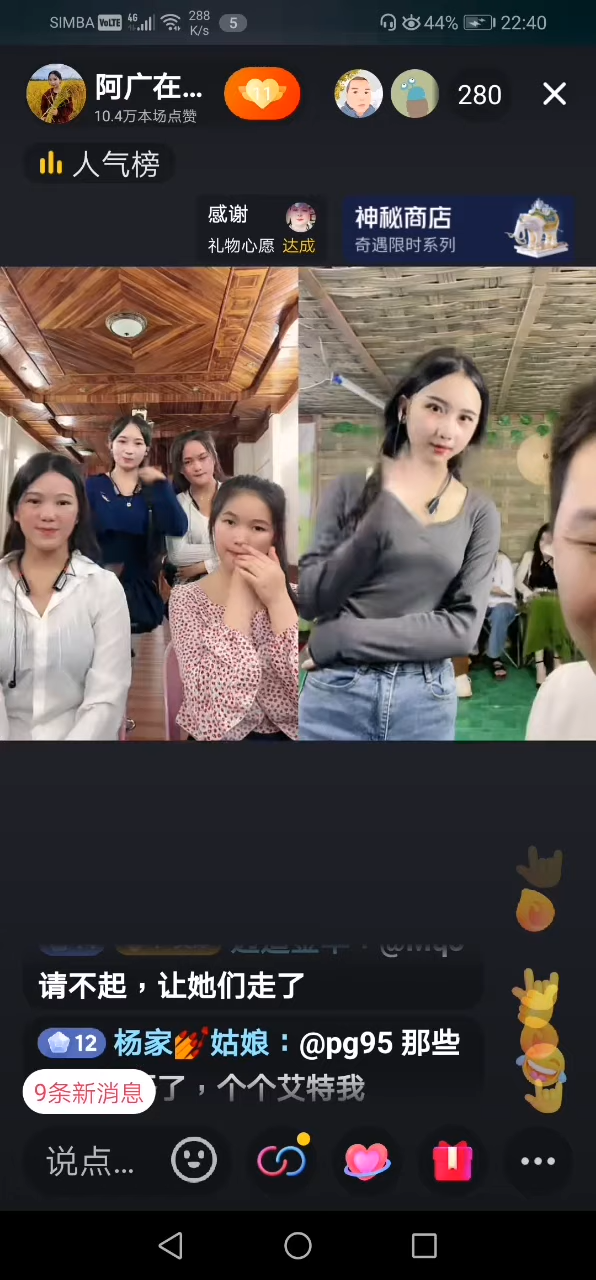 SIMBA VoLTE 4G 288 K/s 5 44% 22:40
阿广在... 11 280
10.4万本场点赞
人气榜
感谢
礼物心愿 达成
神秘商店
奇遇限时系列
请不起，让她们走了
12 杨家💅姑娘：@pg95 那些
了，个个艾特我
9条新消息
说点...